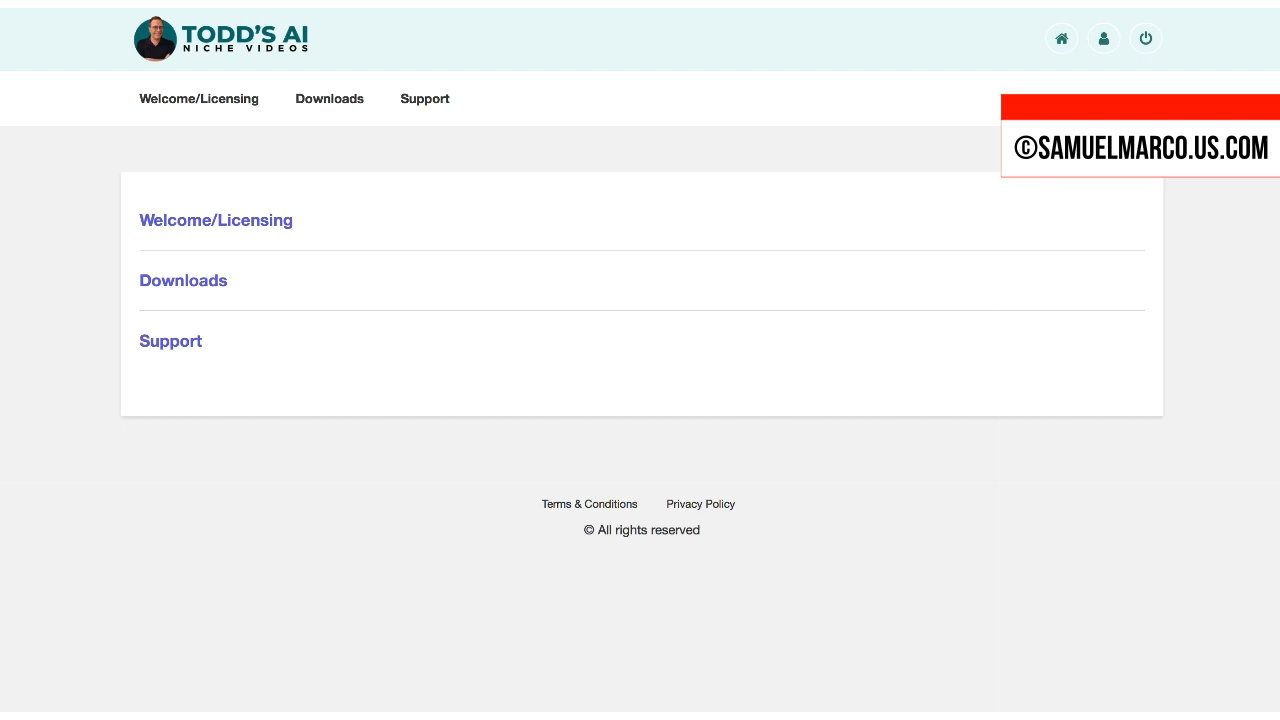 TODD'S AI
NICHE VIDEOS
Welcome/Licensing Downloads Support
©SAMUELMARCO.US.COM
Welcome/Licensing
Downloads
Support
Terms & Conditions Privacy Policy
© All rights reserved